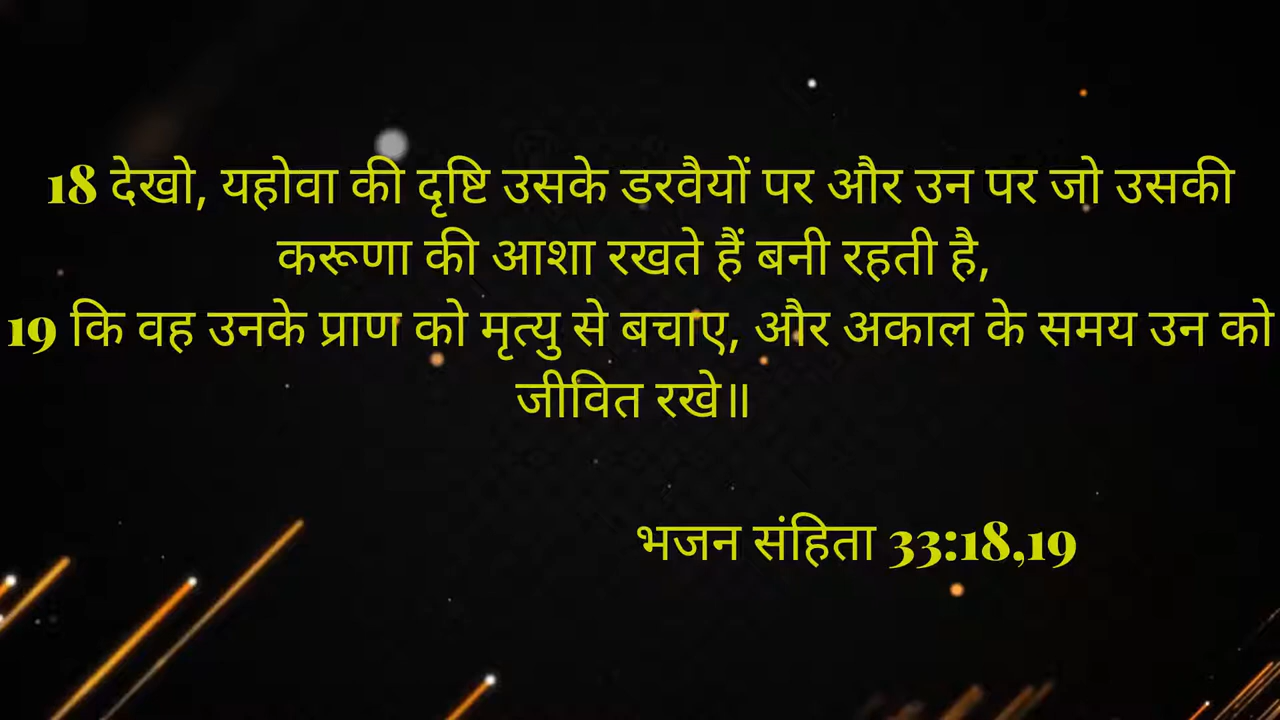 18 देखो, यहोवा की दृष्टि उसके डरवैयों पर और उन पर जो उसकी
करूणा की आशा रखते हैं बनी रहती है,
19 कि वह उनके प्राण को मृत्यु से बचाए, और अकाल के समय उन को
जीवित रखे॥
भजन संहिता 33:18,19